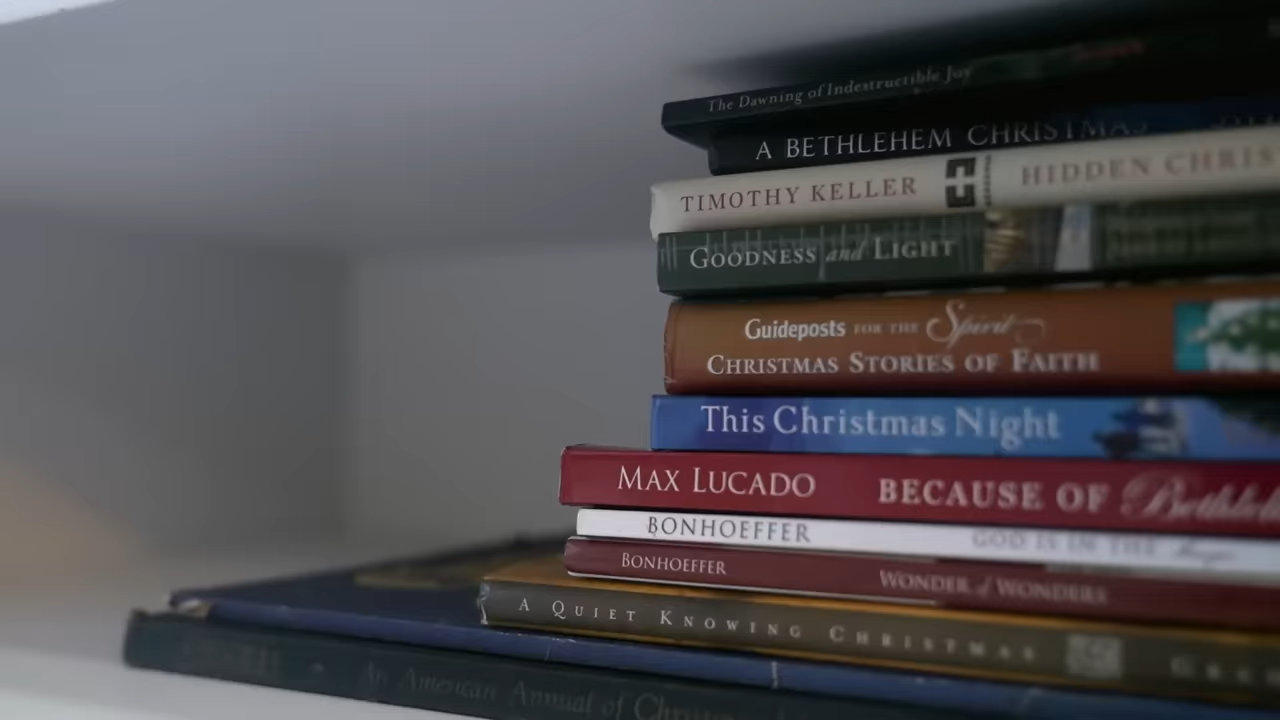 The Dawning of Indestructible Joy
A BETHLEHEM CHRISTMAS
TIMOTHY KELLER HIDDEN CHRIS
GOODNESS and LIGHT
Guideposts FOR THE Spirit
CHRISTMAS STORIES OF FAITH
This Christmas Night
MAX LUCADO BECAUSE OF Bethleh
BONHOEFFER GOD IS IN THE
BONHOEFFER WONDER of WONDERS
A QUIET KNOWING CHRISTMAS
An American Annual of Christm